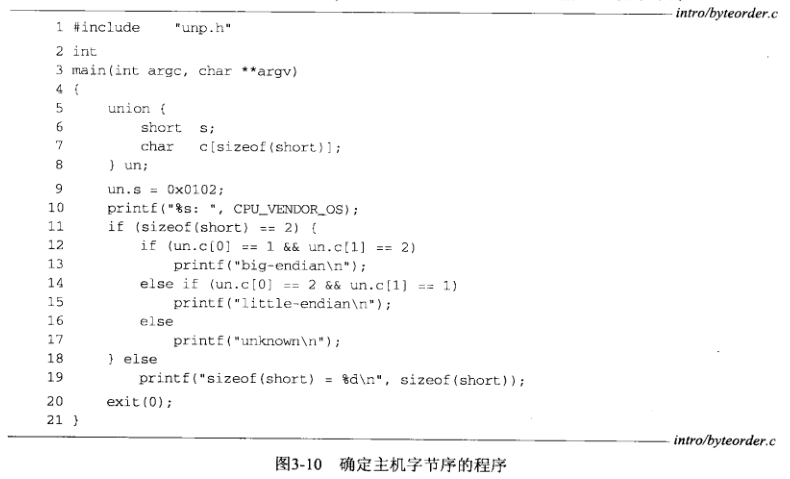 intro/byteorder.c
1 #include    "unp.h"
2 int
3 main(int argc, char **argv)
4 {
5     union {
6         short  s;
7         char   c[sizeof(short)];
8     } un;
9     un.s = 0x0102;
10     printf("%s: ", CPU_VENDOR_OS);
11     if (sizeof(short) == 2) {
12         if (un.c[0] == 1 && un.c[1] == 2)
13             printf("big-endian\n");
14         else if (un.c[0] == 2 && un.c[1] == 1)
15             printf("little-endian\n");
16         else
17             printf("unknown\n");
18     } else
19         printf("sizeof(short) = %d\n", sizeof(short));
20     exit(0);
21 }
intro/byteorder.c
图3-10 确定主机字节序的程序